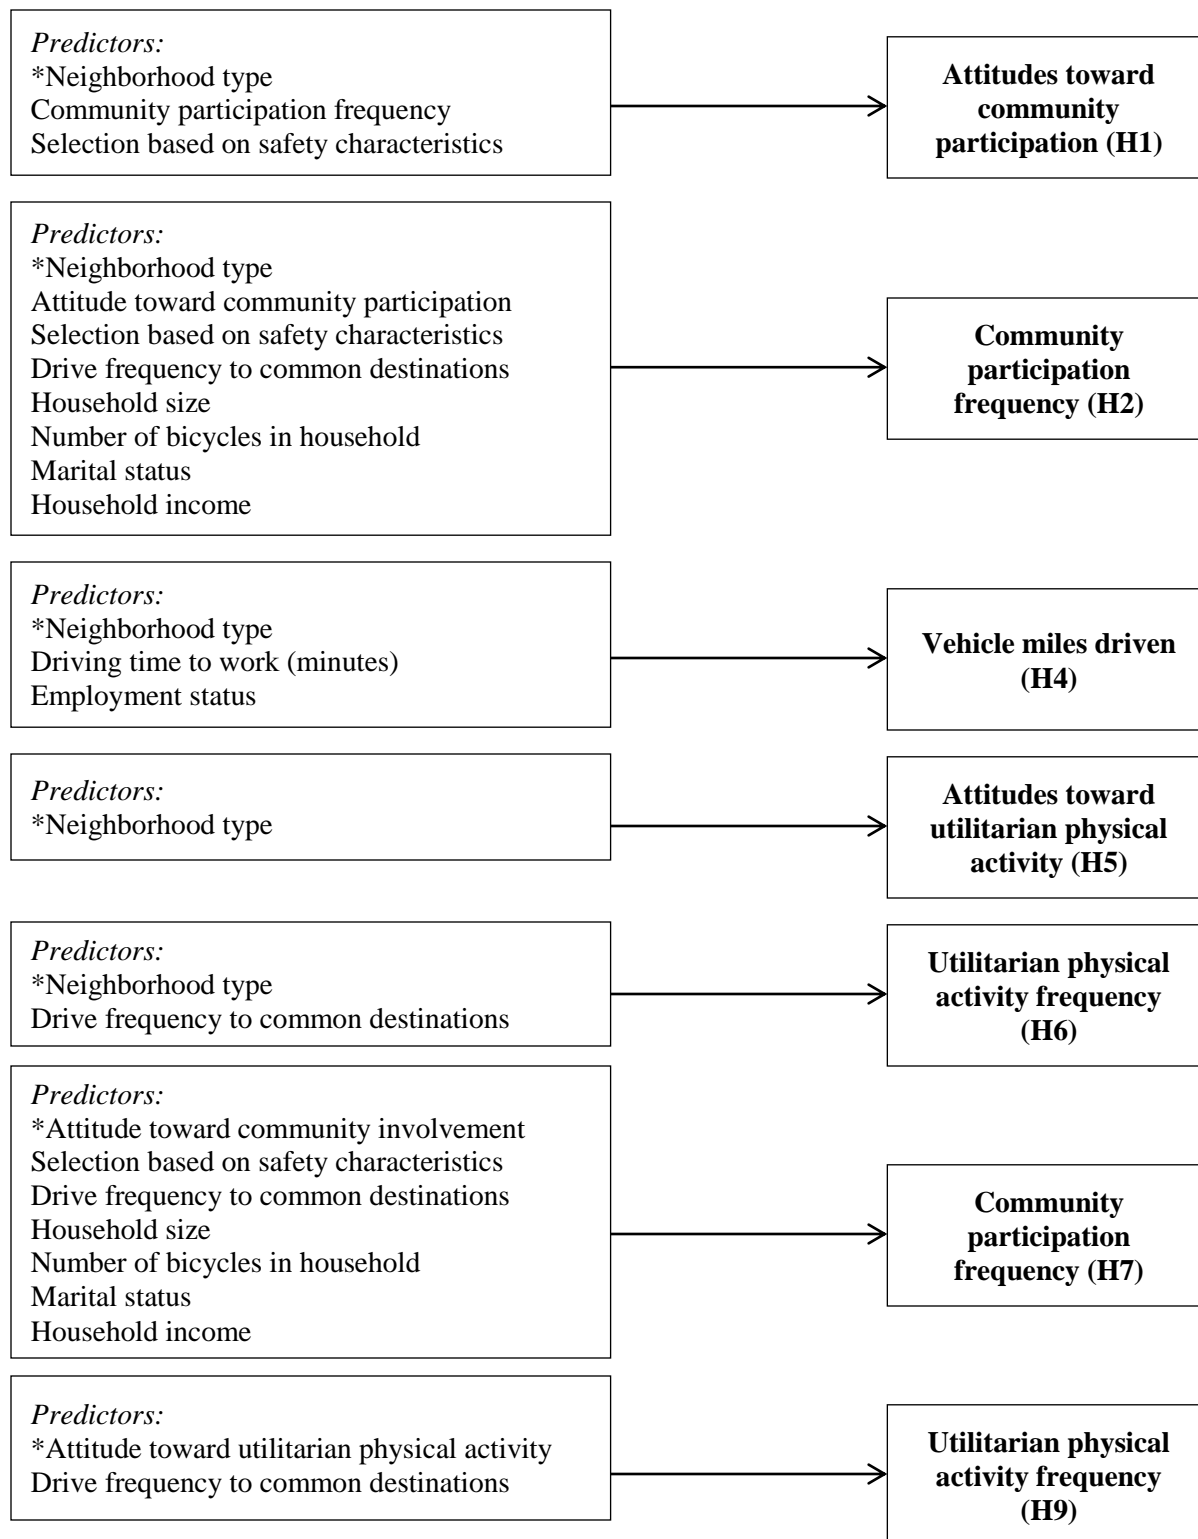 Predictors:
*Neighborhood type
Community participation frequency
Selection based on safety characteristics
Attitudes toward
community
participation (H1)
Predictors:
*Neighborhood type
Attitude toward community participation
Selection based on safety characteristics
Drive frequency to common destinations
Household size
Number of bicycles in household
Marital status
Household income
Community
participation
frequency (H2)
Predictors:
*Neighborhood type
Driving time to work (minutes)
Employment status
Vehicle miles driven
(H4)
Predictors:
*Neighborhood type
Attitudes toward
utilitarian physical
activity (H5)
Predictors:
*Neighborhood type
Drive frequency to common destinations
Utilitarian physical
activity frequency
(H6)
Predictors:
*Attitude toward community involvement
Selection based on safety characteristics
Drive frequency to common destinations
Household size
Number of bicycles in household
Marital status
Household income
Community
participation
frequency (H7)
Predictors:
*Attitude toward utilitarian physical activity
Drive frequency to common destinations
Utilitarian physical
activity frequency
(H9)